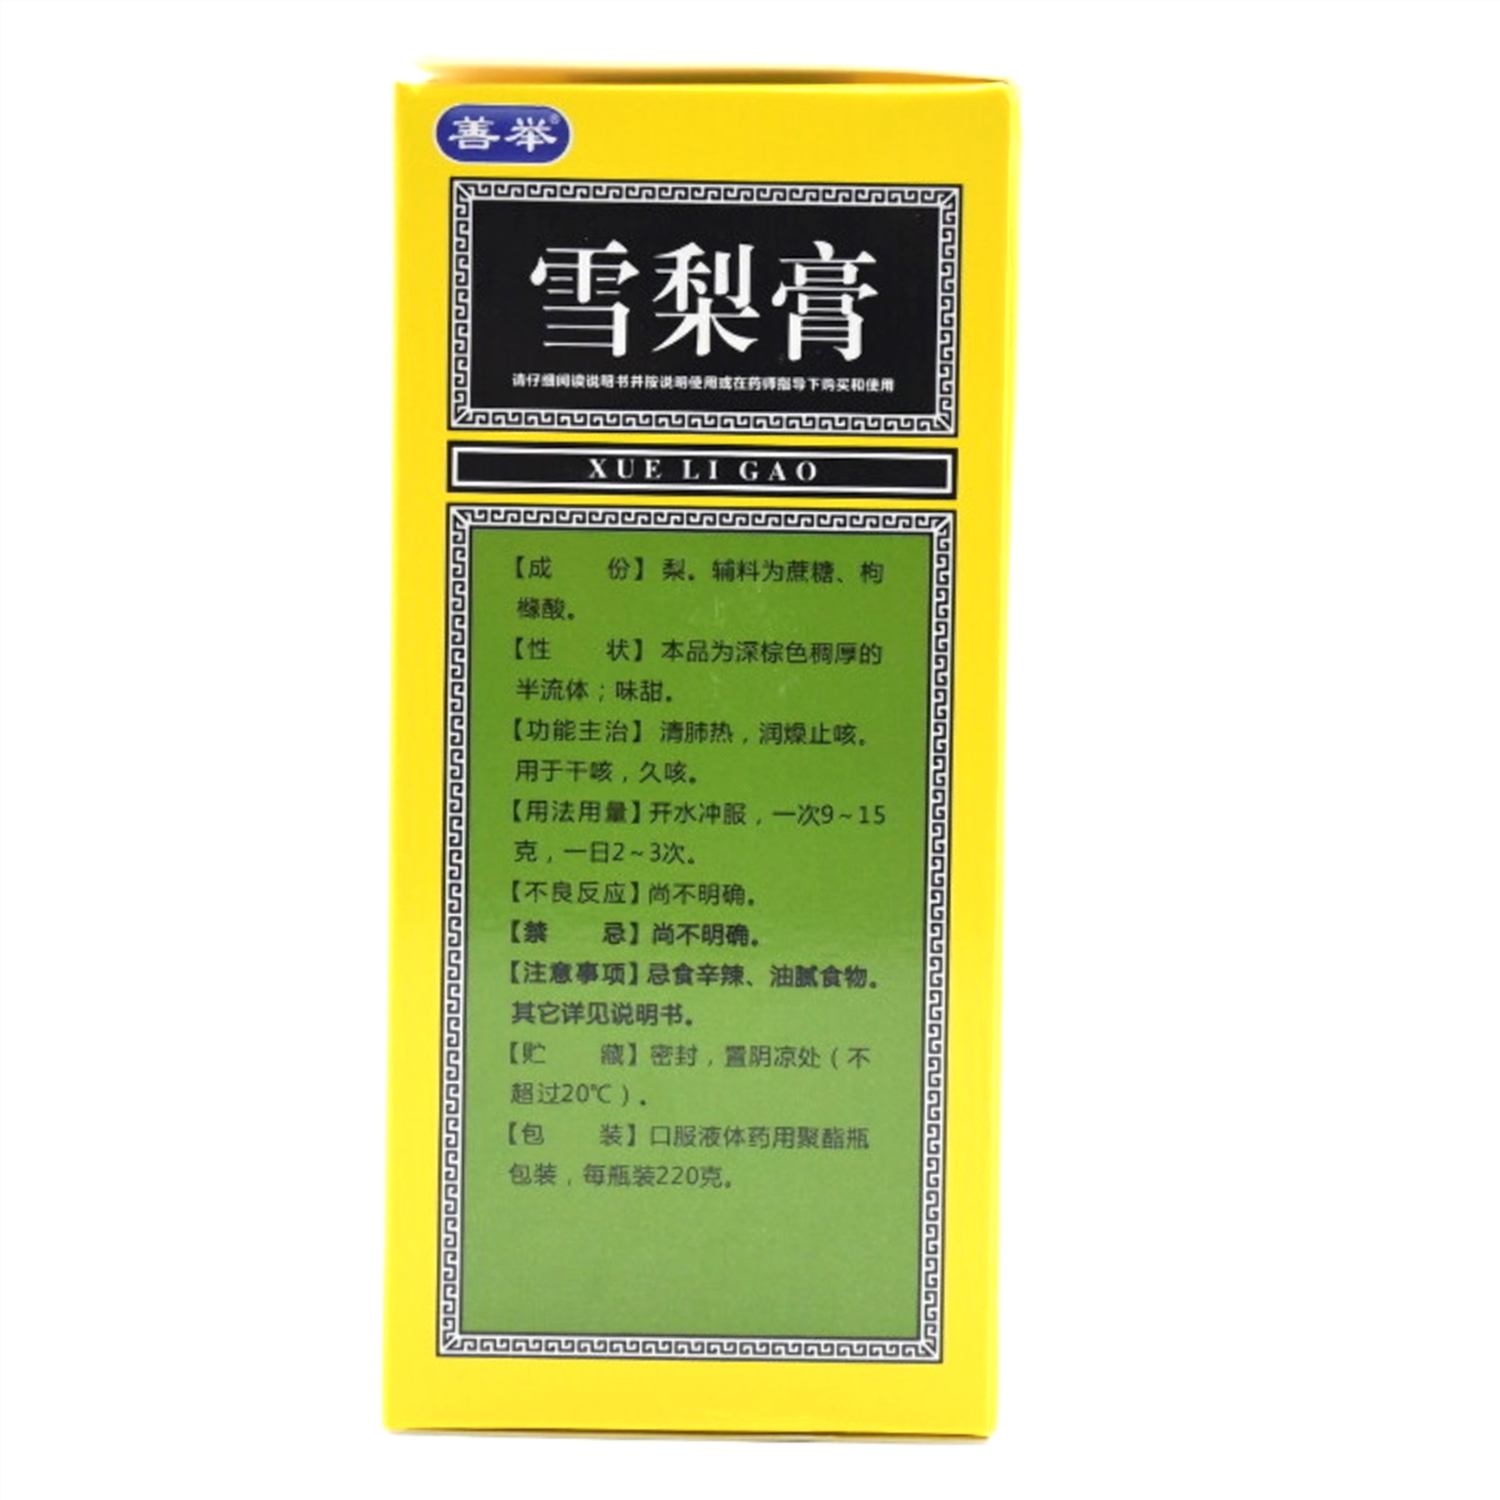 善举®
雪梨膏
请仔细阅读说明书并按说明使用或在药师指导下购买和使用
XUE LI GAO
【成　　份】梨。辅料为蔗糖、枸
橼酸。
【性　　状】本品为深棕色稠厚的
半流体；味甜。
【功能主治】清肺热，润燥止咳。
用于干咳，久咳。
【用法用量】开水冲服，一次9~15
克，一日2~3次。
【不良反应】尚不明确。
【禁　　忌】尚不明确。
【注意事项】忌食辛辣、油腻食物。
其它详见说明书。
【贮　　藏】密封，置阴凉处（不
超过20℃）。
【包　　装】口服液体药用聚酯瓶
包装，每瓶装220克。